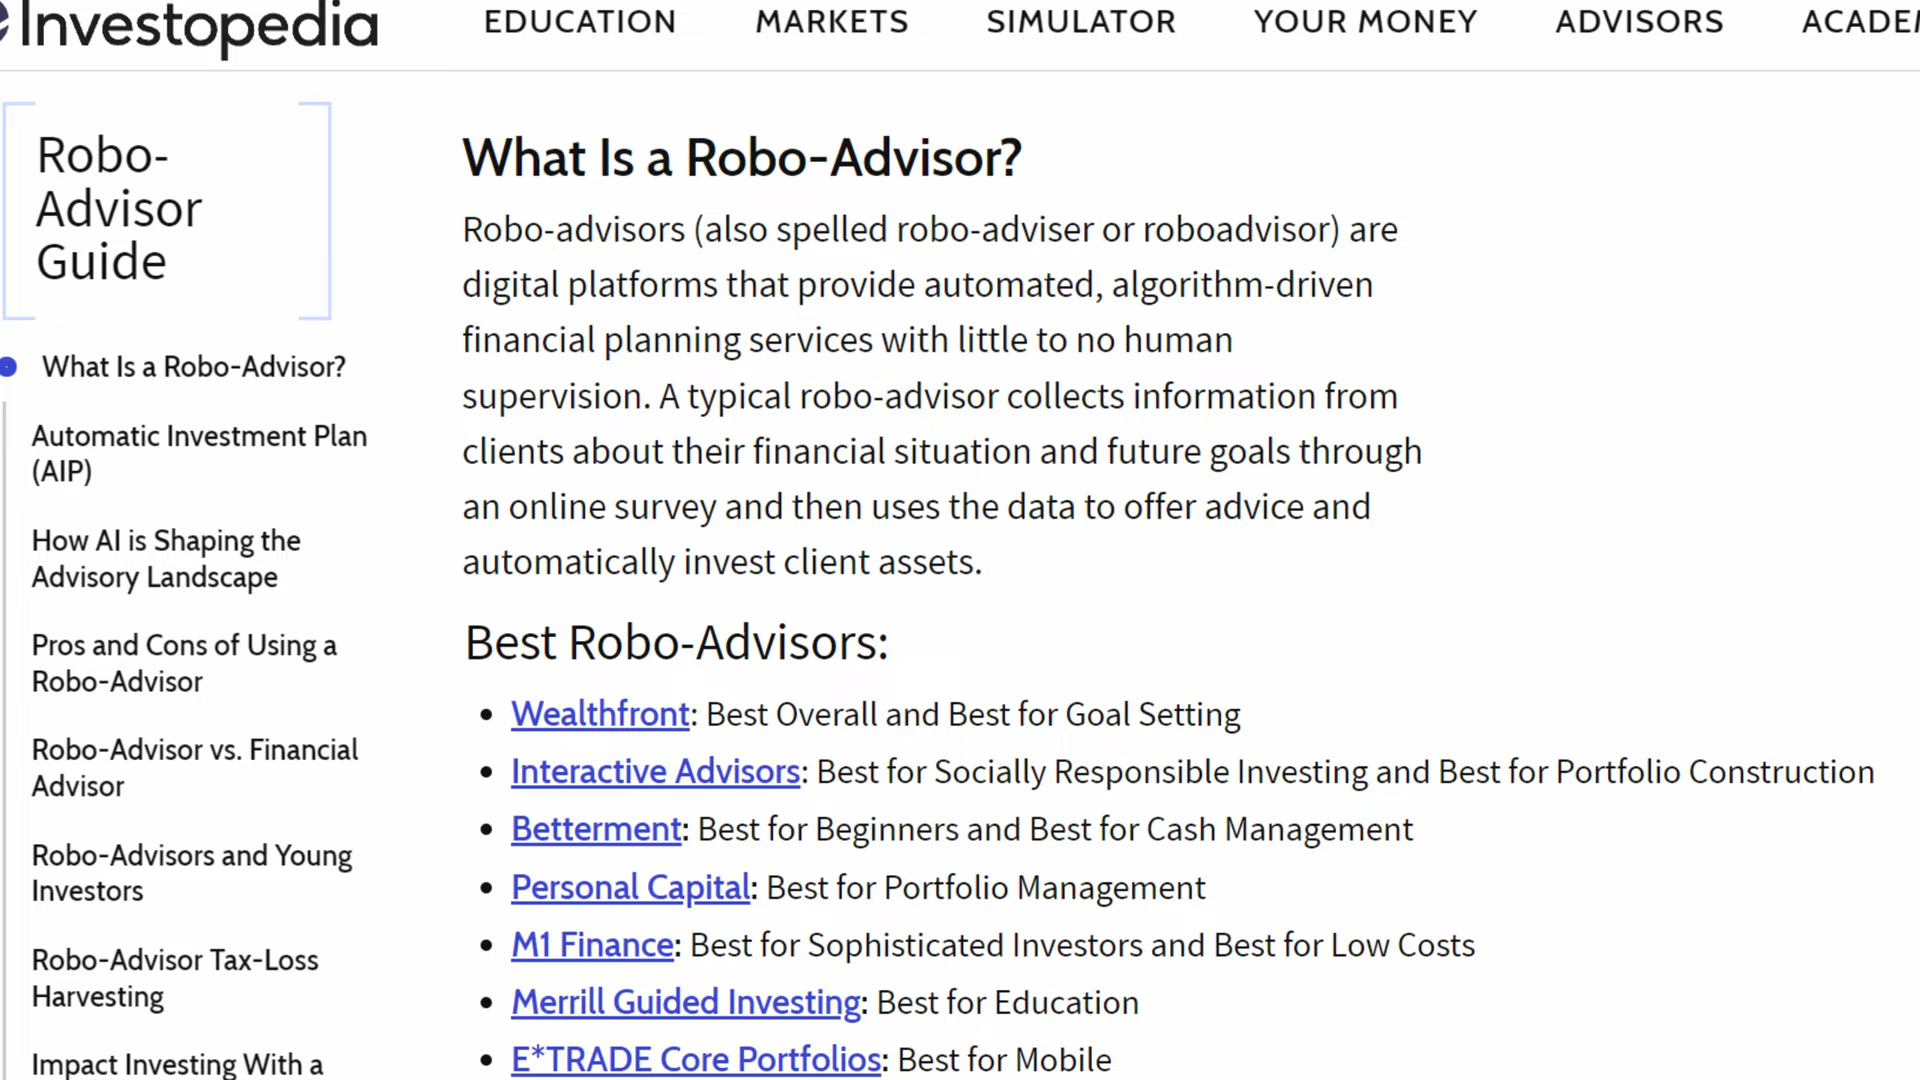 Investopedia
EDUCATION MARKETS SIMULATOR YOUR MONEY ADVISORS
Robo-
Advisor
Guide
What Is a Robo-Advisor?
Automatic Investment Plan
(AIP)
How AI is Shaping the
Advisory Landscape
Pros and Cons of Using a
Robo-Advisor
Robo-Advisor vs. Financial
Advisor
Robo-Advisors and Young
Investors
Robo-Advisor Tax-Loss
Harvesting
Impact Investing With a
What Is a Robo-Advisor?
Robo-advisors (also spelled robo-adviser or roboadvisor) are
digital platforms that provide automated, algorithm-driven
financial planning services with little to no human
supervision. A typical robo-advisor collects information from
clients about their financial situation and future goals through
an online survey and then uses the data to offer advice and
automatically invest client assets.
Best Robo-Advisors:
• Wealthfront: Best Overall and Best for Goal Setting
• Interactive Advisors: Best for Socially Responsible Investing and Best for Portfolio Construction
• Betterment: Best for Beginners and Best for Cash Management
• Personal Capital: Best for Portfolio Management
• M1 Finance: Best for Sophisticated Investors and Best for Low Costs
• Merrill Guided Investing: Best for Education
• E*TRADE Core Portfolios: Best for Mobile